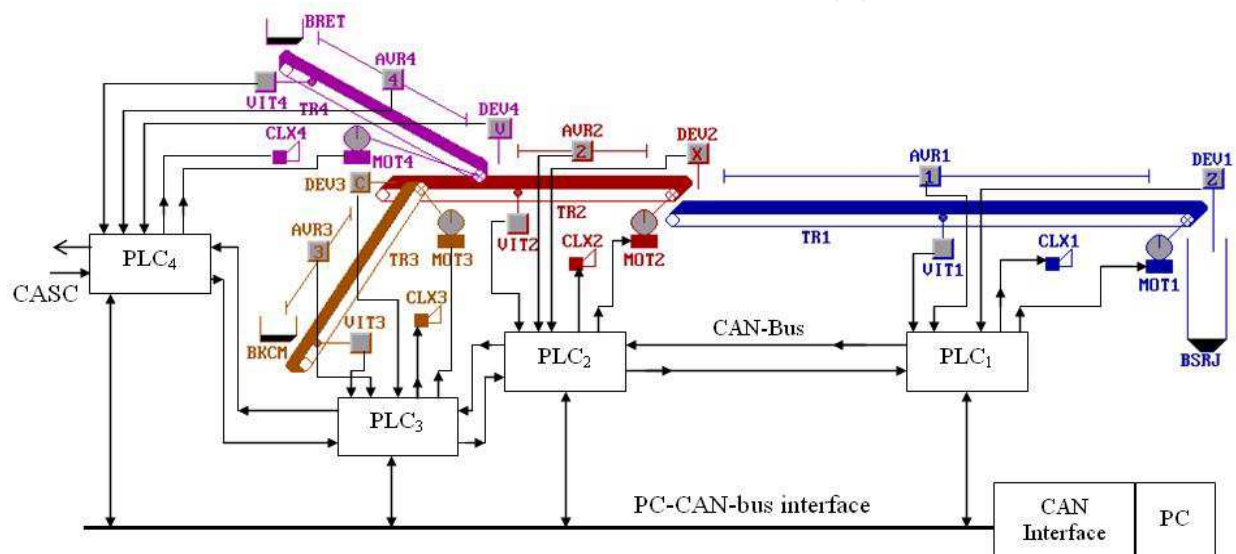 BRET
AVR4
4
VIT4
TR4
DEV4
V
CLX4
MOT4
AVR2
2
DEV2
X
AVR1
1
DEV1
Z
DEV3
C
TR2
AVR3
3
TR3
MOT3
VIT2
CLX2
MOT2
TR1
VIT1
CLX1
MOT1
PLC4
CASC
CLX3
BKCM
VIT3
CAN-Bus
PLC2
PLC1
BSRJ
PLC3
PC-CAN-bus interface
CAN
Interface
PC